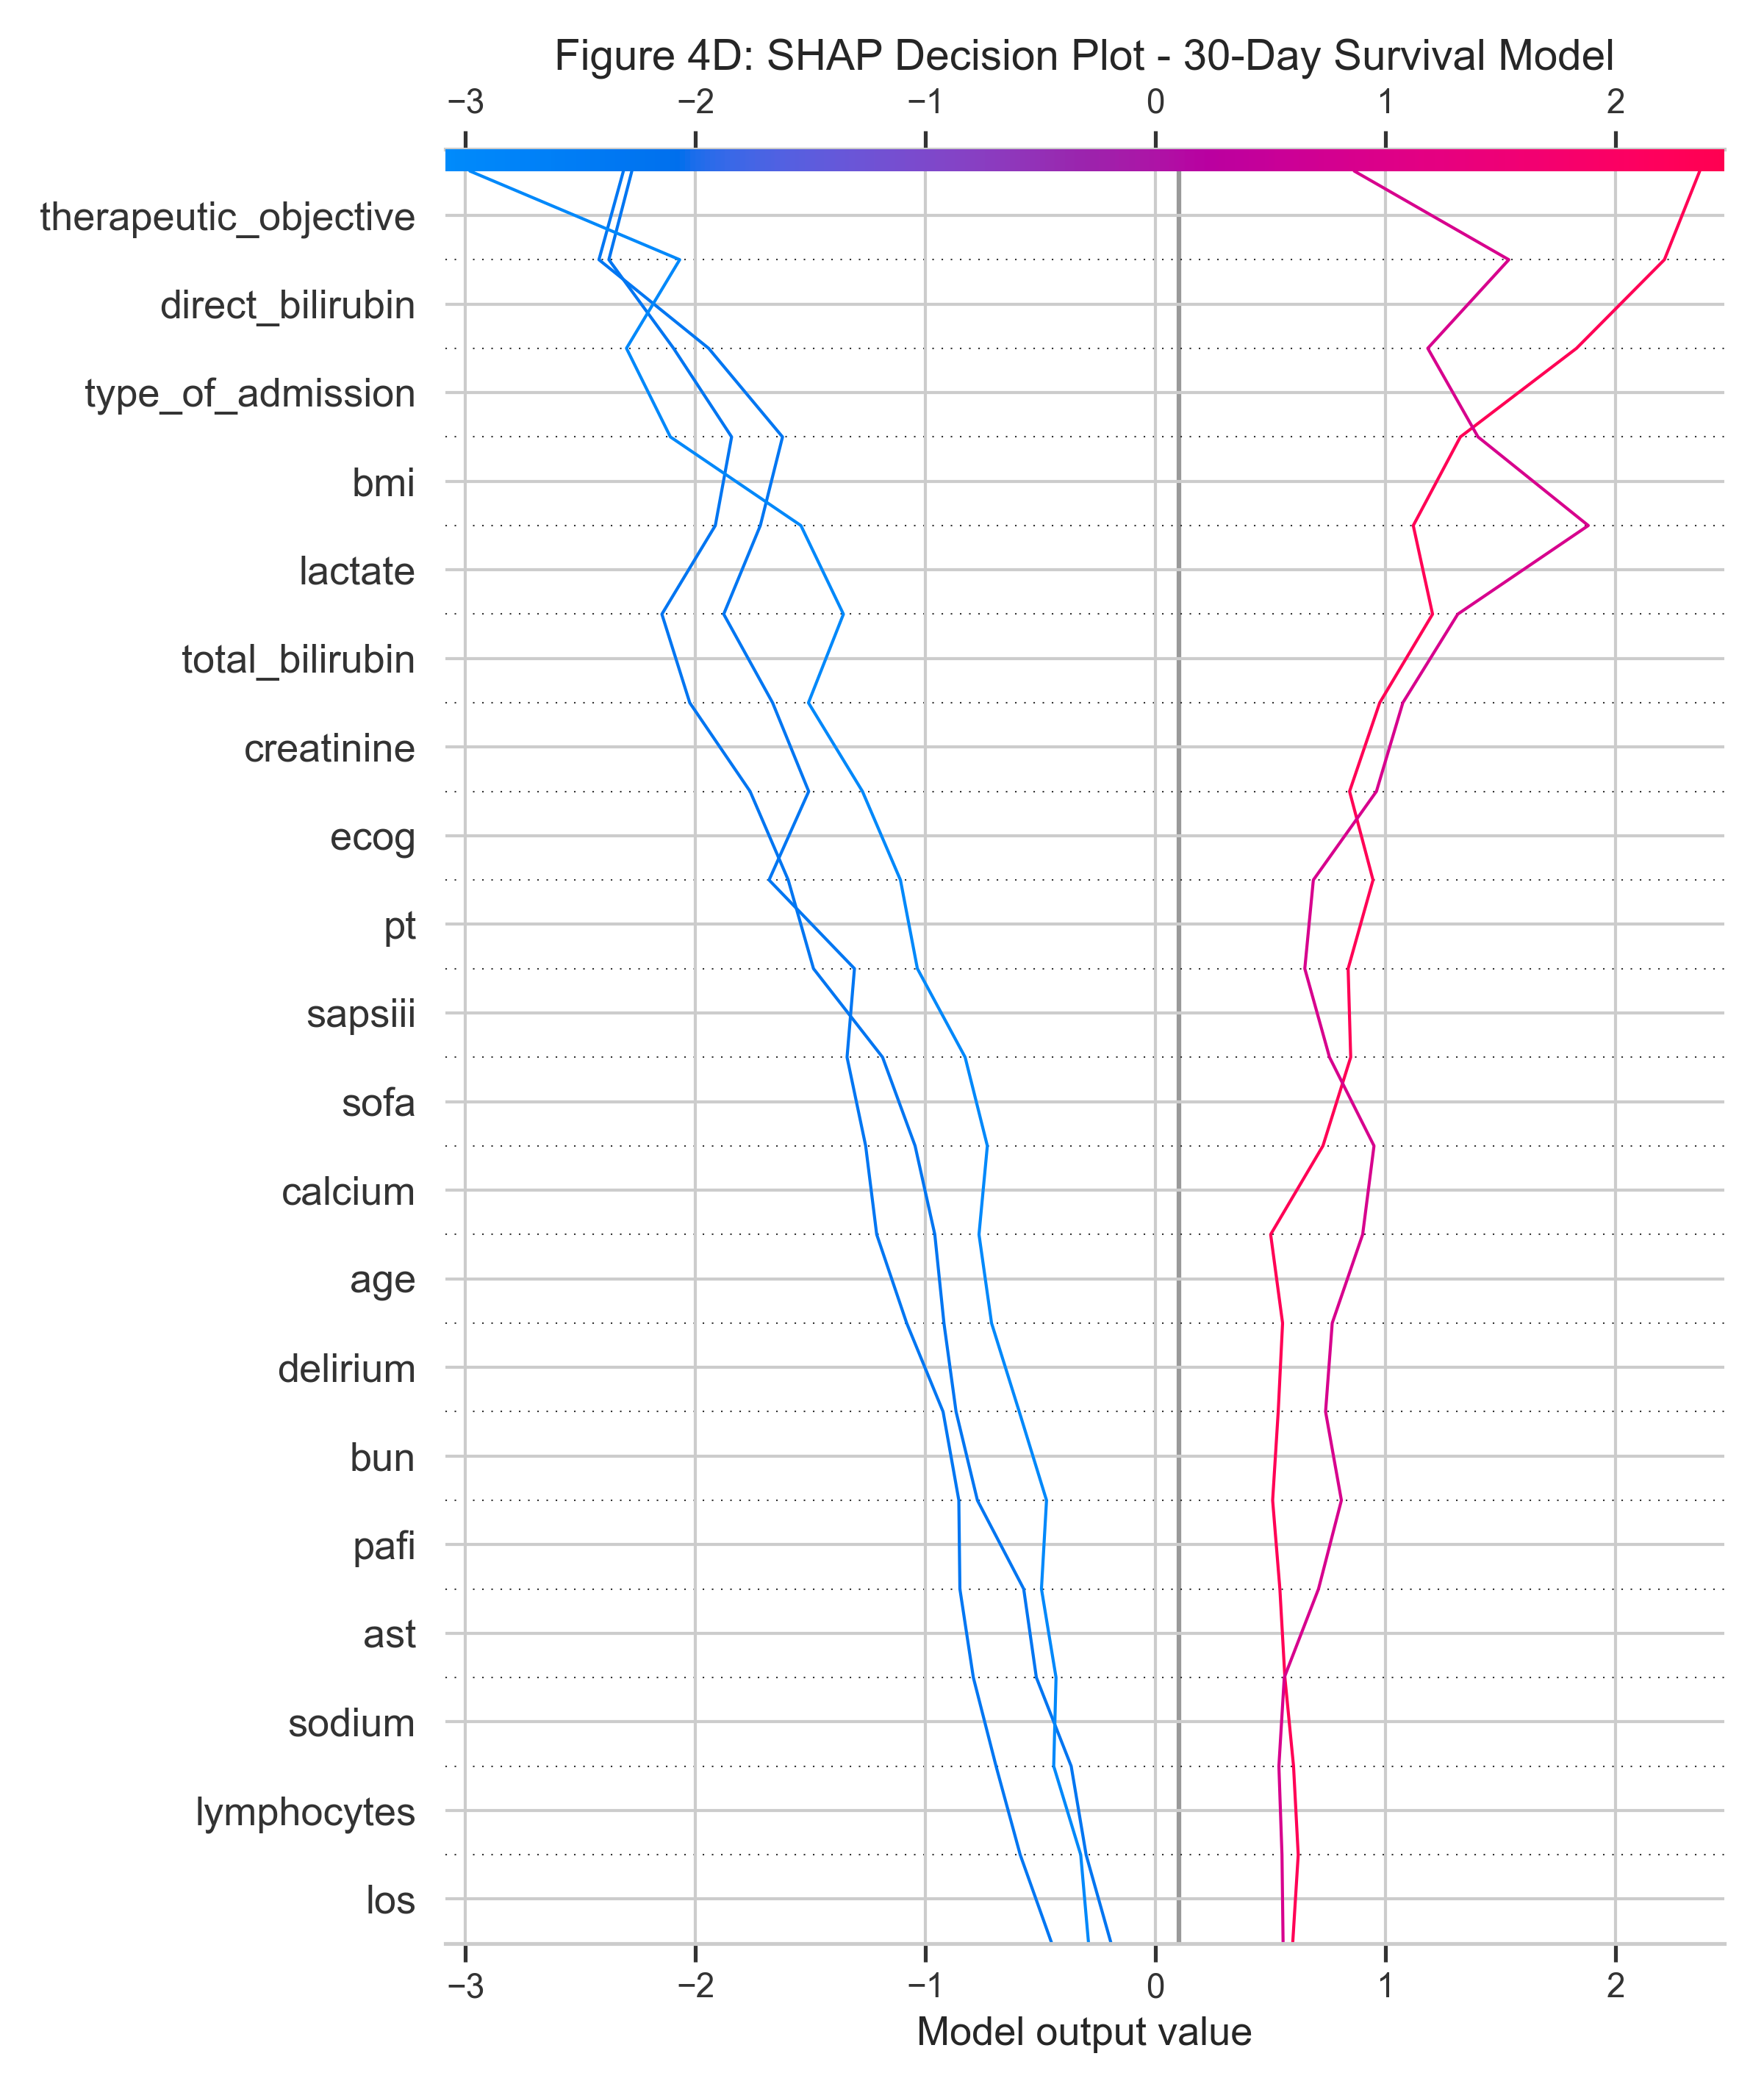 Figure 4D: SHAP Decision Plot - 30-Day Survival Model
−3 −2 −1 0 1 2
therapeutic_objective
direct_bilirubin
type_of_admission
bmi
lactate
total_bilirubin
creatinine
ecog
pt
sapsiii
sofa
calcium
age
delirium
bun
pafi
ast
sodium
lymphocytes
los
−3 −2 −1 0 1 2
Model output value